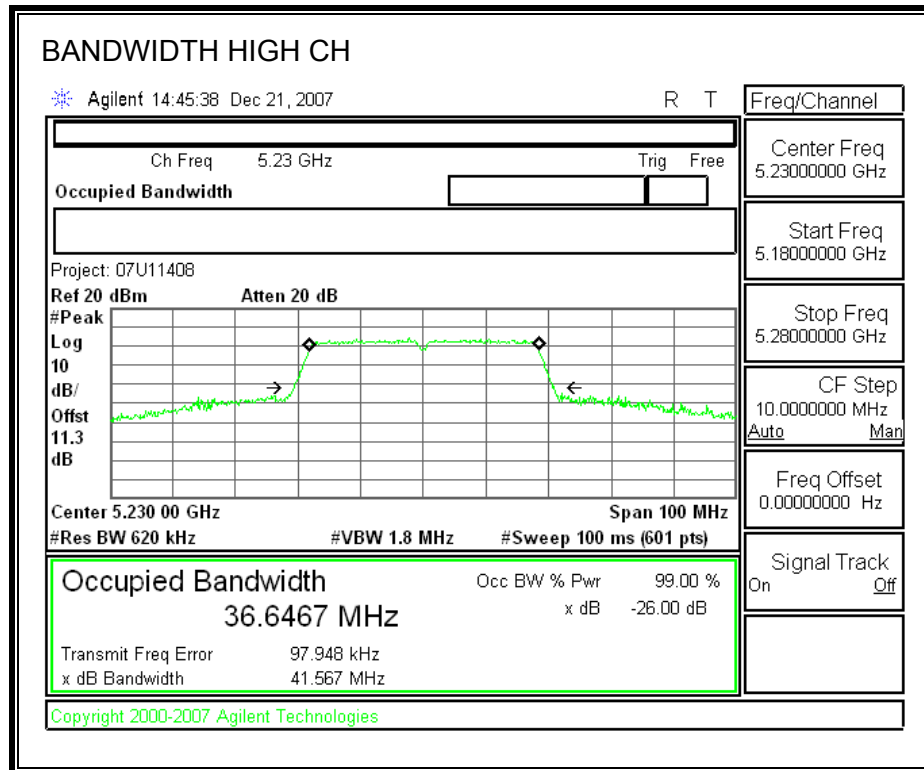 BANDWIDTH HIGH CH
Agilent 14:45:38 Dec 21, 2007 R T
Freq/Channel
Ch Freq 5.23 GHz Trig Free
Occupied Bandwidth
Center Freq
5.23000000 GHz
Start Freq
5.18000000 GHz
Stop Freq
5.28000000 GHz
CF Step
10.0000000 MHz
Auto Man
Freq Offset
0.00000000 Hz
Signal Track
On Off
Project: 07U11408
Ref 20 dBm Atten 20 dB
#Peak
Log
10
dB/
Offst
11.3
dB
Center 5.230 00 GHz Span 100 MHz
#Res BW 620 kHz #VBW 1.8 MHz #Sweep 100 ms (601 pts)
Occupied Bandwidth Occ BW % Pwr 99.00 %
36.6467 MHz x dB -26.00 dB
Transmit Freq Error 97.948 kHz
x dB Bandwidth 41.567 MHz
Copyright 2000-2007 Agilent Technologies